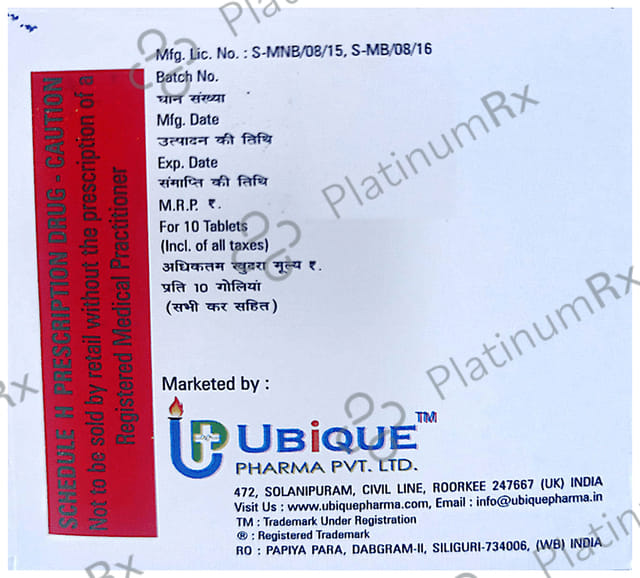 SCHEDULE H PRESCRIPTION DRUG - CAUTION
Not to be sold by retail without the prescription of a
Registered Medical Practitioner
Mfg. Lic. No. : S-MNB/08/15, S-MB/08/16
Batch No.
घान संख्या
Mfg. Date
उत्पादन की तिथि
Exp. Date
संमाप्ति की तिथि
M.R.P. ₹.
For 10 Tablets
(Incl. of all taxes)
अधिकतम खुदरा मूल्य ₹.
प्रति 10 गोलियां
(सभी कर सहित)
Marketed by :
UBiQUE™
PHARMA PVT. LTD.
472, SOLANIPURAM, CIVIL LINE, ROORKEE 247667 (UK) INDIA
Visit Us : www.ubiquepharma.com, Email : info@ubiquepharma.in
TM : Trademark Under Registration
® : Registered Trademark
RO : PAPIYA PARA, DABGRAM-II, SILIGURI-734006, (WB) INDIA
PlatinumRx
PlatinumRx
PlatinumRx